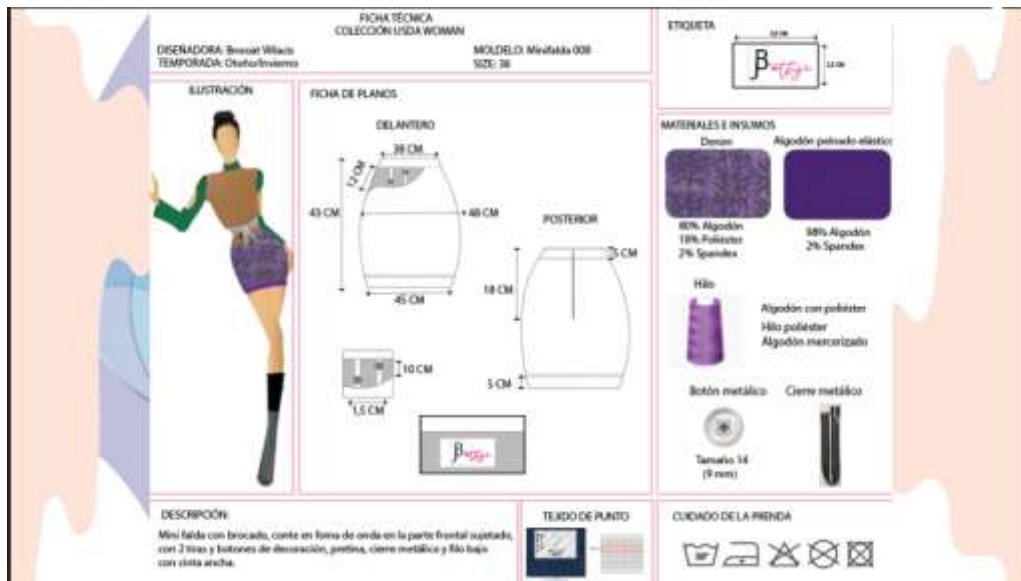 FICHA TÉCNICA
COLECCIÓN USDA WOMAN
DISEÑADORA: Villacis
TEMPORADA: Otoño/Invierno
MOLDELO: Minifalda 008
SIZE: 38
ETIQUETA
ILUSTRACIÓN
FICHA DE PLANOS
DELANTERO
38 CM
12 CM
43 CM
48 CM
45 CM
POSTERIOR
5 CM
18 CM
5 CM
10 CM
1,5 CM
MATERIALES E INSUMOS
Algodón peinado elástico
80% Algodón
18% Poliéster
2% Spandex
98% Algodón
2% Spandex
Hilo
Algodón con poliéster
Hilo poliéster
Algodón mercerizado
Botón metálico
Cierre metálico
Tamaño 14
(9 mm)
DESCRIPCIÓN:
Mini falda con brocado, corte en forma de onda en la parte frontal sujetado,
con 2 tiras y botones de decoración, pretina, cierre metálico y filo bajo
con cinta ancha.
TEJIDO DE PUNTO
CUIDADO DE LA PRENDA